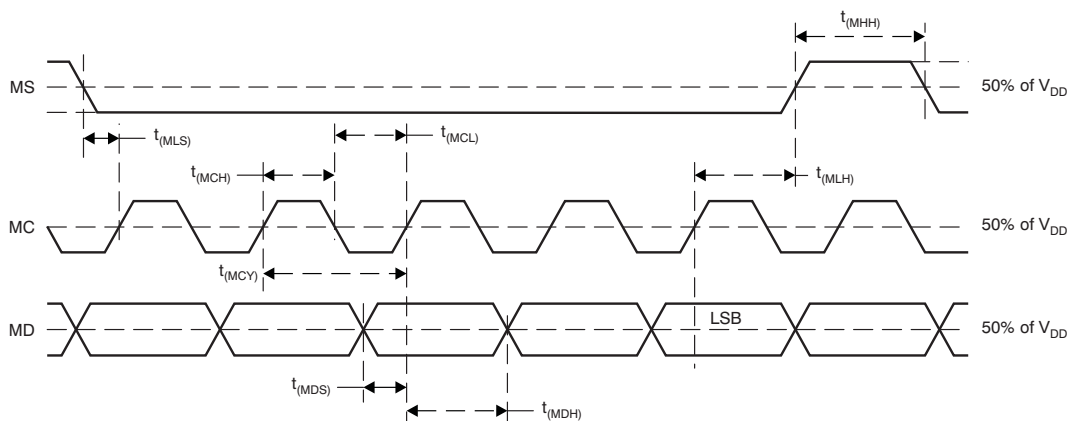 t(MHH)
MS
50% of VDD
t(MLS)
t(MCL)
t(MCH)
t(MLH)
MC
50% of VDD
t(MCY)
MD
LSB
50% of VDD
t(MDS)
t(MDH)